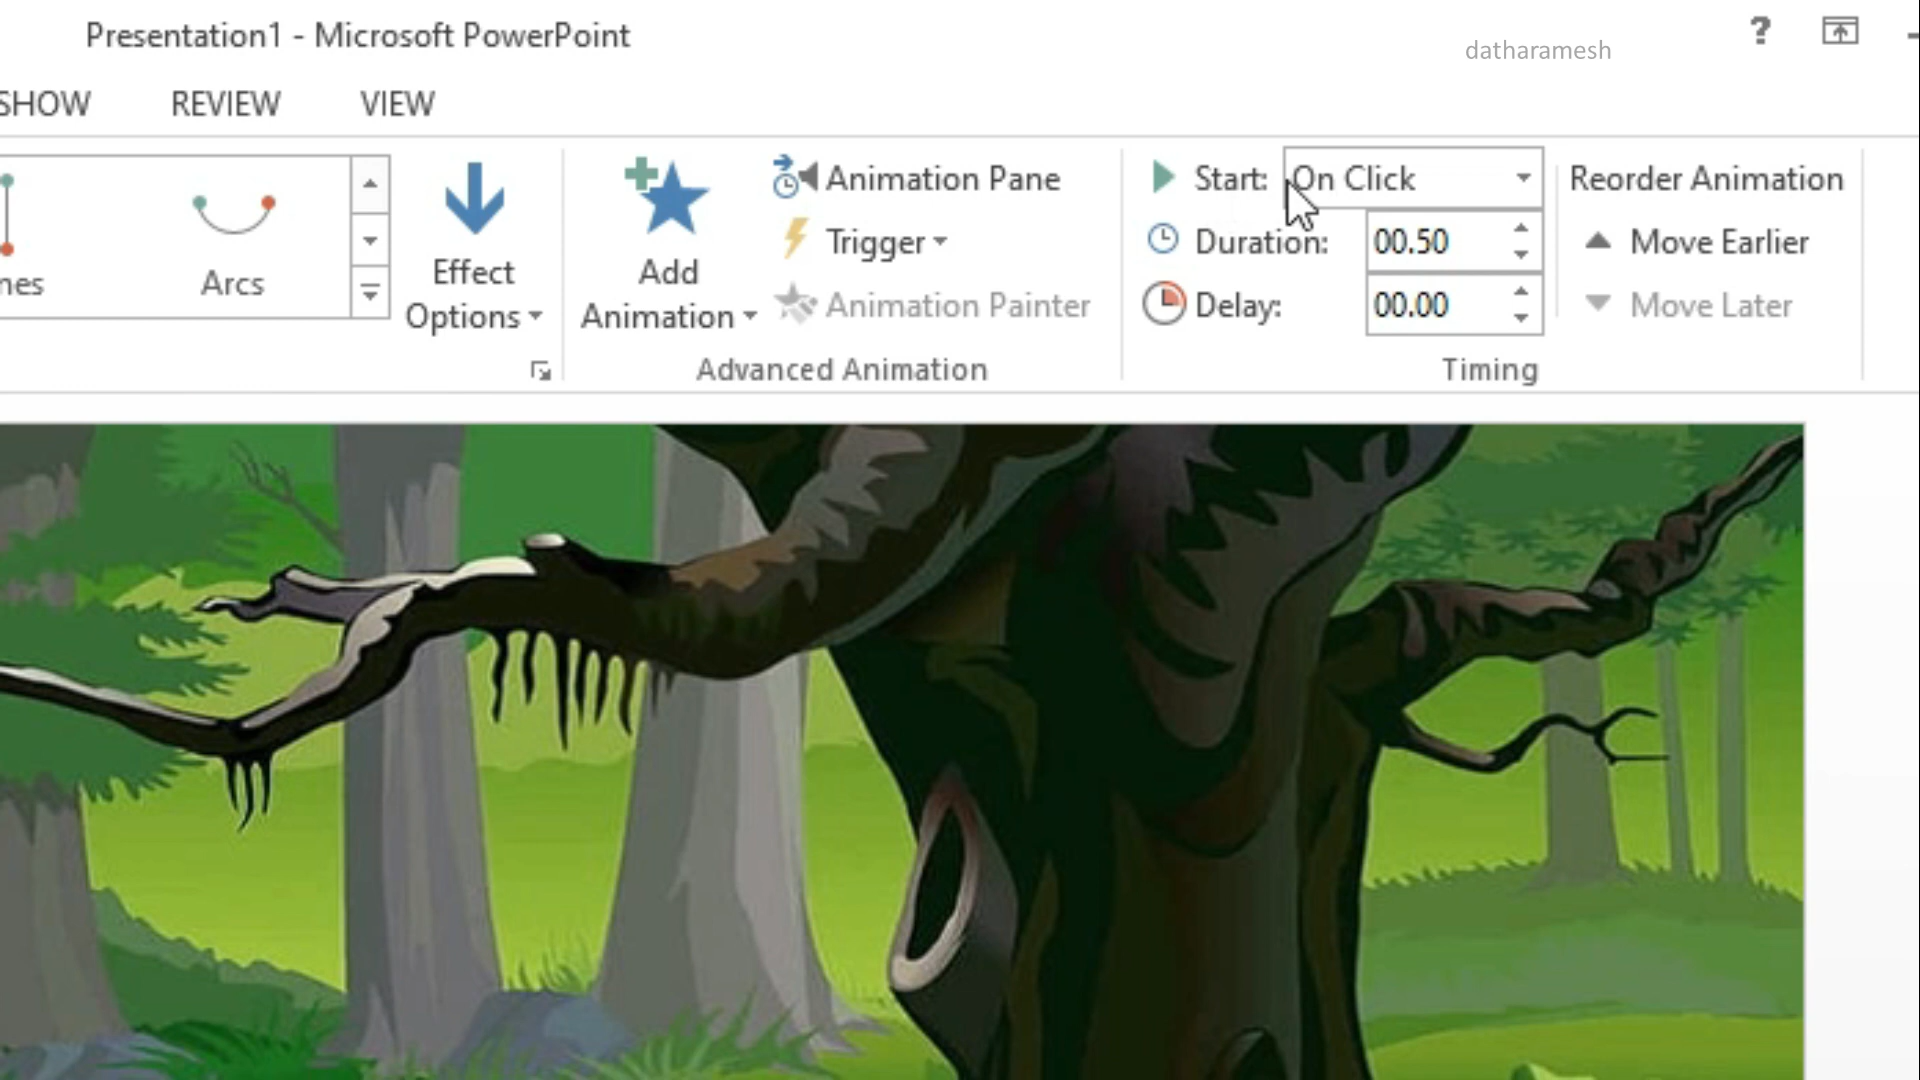 Presentation1 - Microsoft PowerPoint
datharamesh
?
SHOW REVIEW VIEW
nes
Arcs
Effect
Options
Add
Animation
Animation Pane
Trigger
Animation Painter
Advanced Animation
Start: On Click
Duration: 00.50
Delay: 00.00
Reorder Animation
Move Earlier
Move Later
Timing